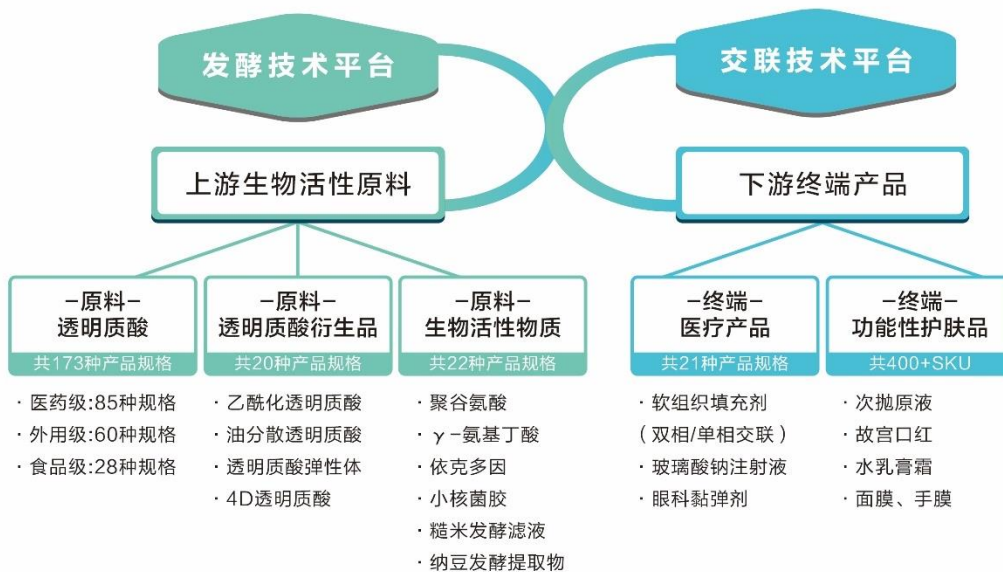 发酵技术平台
交联技术平台
上游生物活性原料
下游终端产品
–原料–
透明质酸
共173种产品规格
· 医药级:85种规格
· 外用级:60种规格
· 食品级:28种规格
–原料–
透明质酸衍生品
共20种产品规格
· 乙酰化透明质酸
· 油分散透明质酸
· 透明质酸弹性体
· 4D透明质酸
–原料–
生物活性物质
共22种产品规格
· 聚谷氨酸
· γ–氨基丁酸
· 依克多因
· 小核菌胶
· 糙米发酵滤液
· 纳豆发酵提取物
–终端–
医疗产品
共21种产品规格
· 软组织填充剂
（双相/单相交联）
· 玻璃酸钠注射液
· 眼科黏弹剂
–终端–
功能性护肤品
共400+SKU
· 次抛原液
· 故宫口红
· 水乳膏霜
· 面膜、手膜